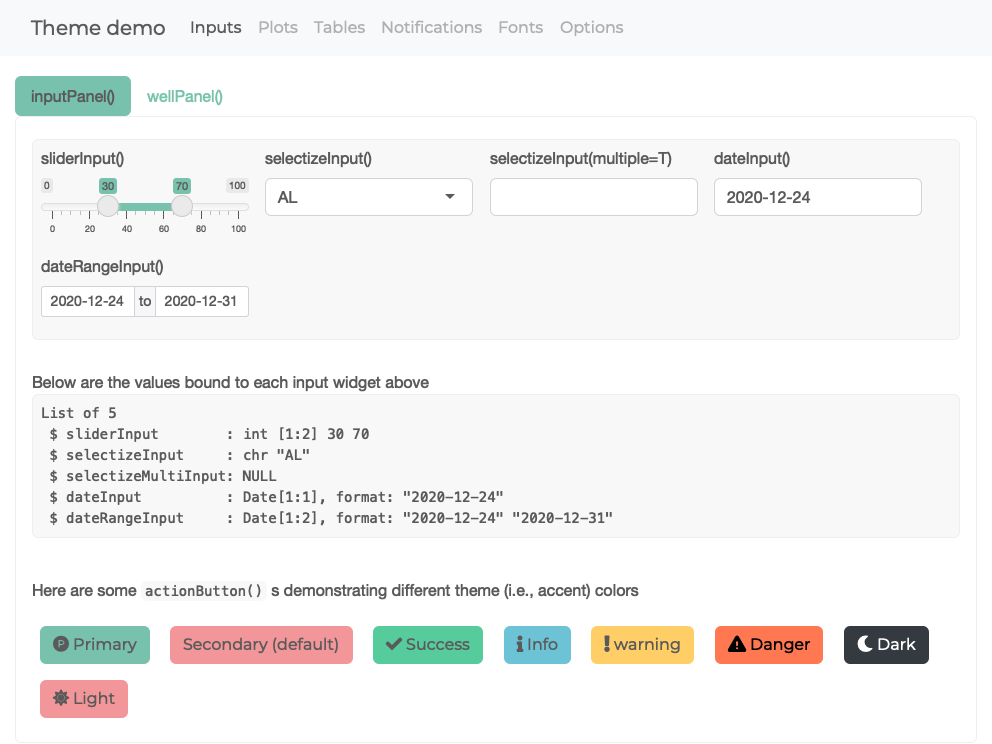 Theme demo Inputs Plots Tables Notifications Fonts Options
inputPanel() wellPanel()
sliderInput() selectizeInput() selectizeInput(multiple=T) dateInput()
0 30 70 100
AL 2020-12-24
0 20 40 60 80 100
dateRangeInput()
2020-12-24 to 2020-12-31
Below are the values bound to each input widget above
List of 5
$ sliderInput : int [1:2] 30 70
$ selectizeInput : chr "AL"
$ selectizeMultiInput: NULL
$ dateInput : Date[1:1], format: "2020-12-24"
$ dateRangeInput : Date[1:2], format: "2020-12-24" "2020-12-31"
Here are some actionButton() s demonstrating different theme (i.e., accent) colors
P Primary Secondary (default) Success Info warning Danger Dark
Light